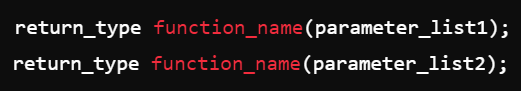 return_type function_name(parameter_list1);
return_type function_name(parameter_list2);